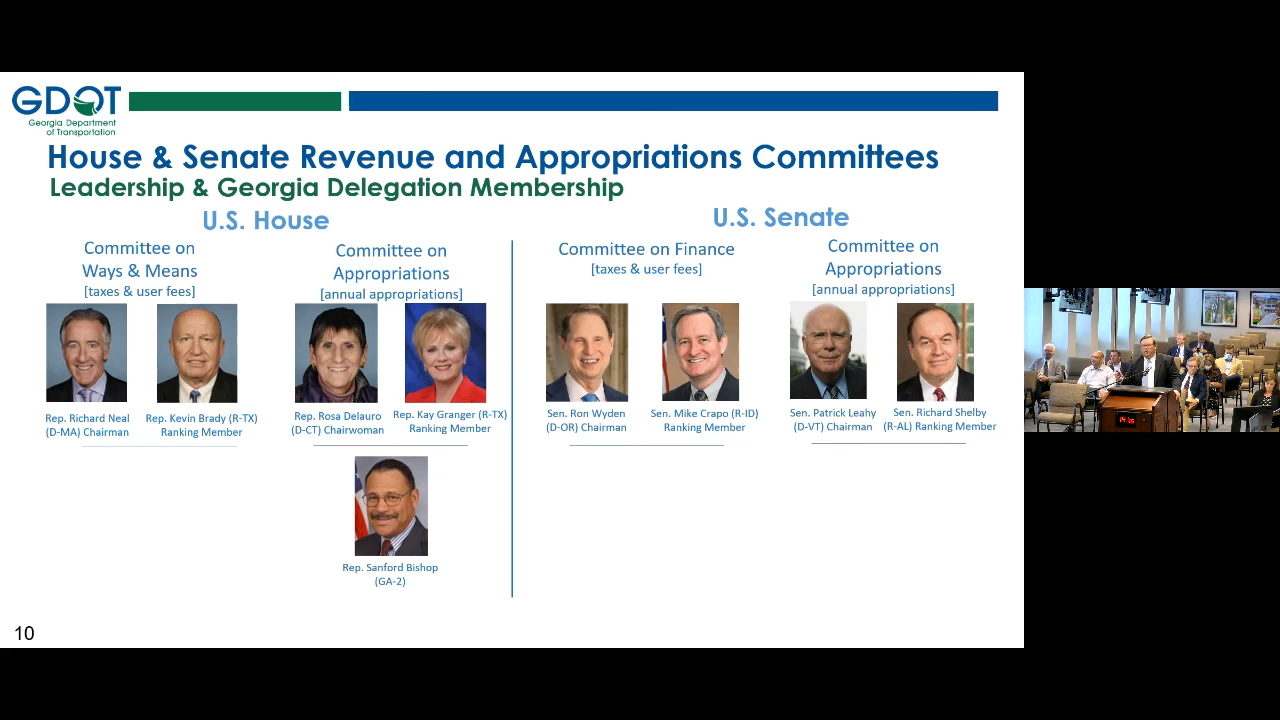 GDOT
Georgia Department
of Transportation
House & Senate Revenue and Appropriations Committees
Leadership & Georgia Delegation Membership
U.S. House
U.S. Senate
Committee on
Ways & Means
[taxes & user fees]
Committee on
Appropriations
[annual appropriations]
Committee on Finance
[taxes & user fees]
Committee on
Appropriations
[annual appropriations]
Rep. Richard Neal
(D-MA) Chairman
Rep. Kevin Brady (R-TX)
Ranking Member
Rep. Rosa Delauro
(D-CT) Chairwoman
Rep. Kay Granger (R-TX)
Ranking Member
Sen. Ron Wyden
(D-OR) Chairman
Sen. Mike Crapo (R-ID)
Ranking Member
Sen. Patrick Leahy
(D-VT) Chairman
Sen. Richard Shelby
(R-AL) Ranking Member
Rep. Sanford Bishop
(GA-2)
10